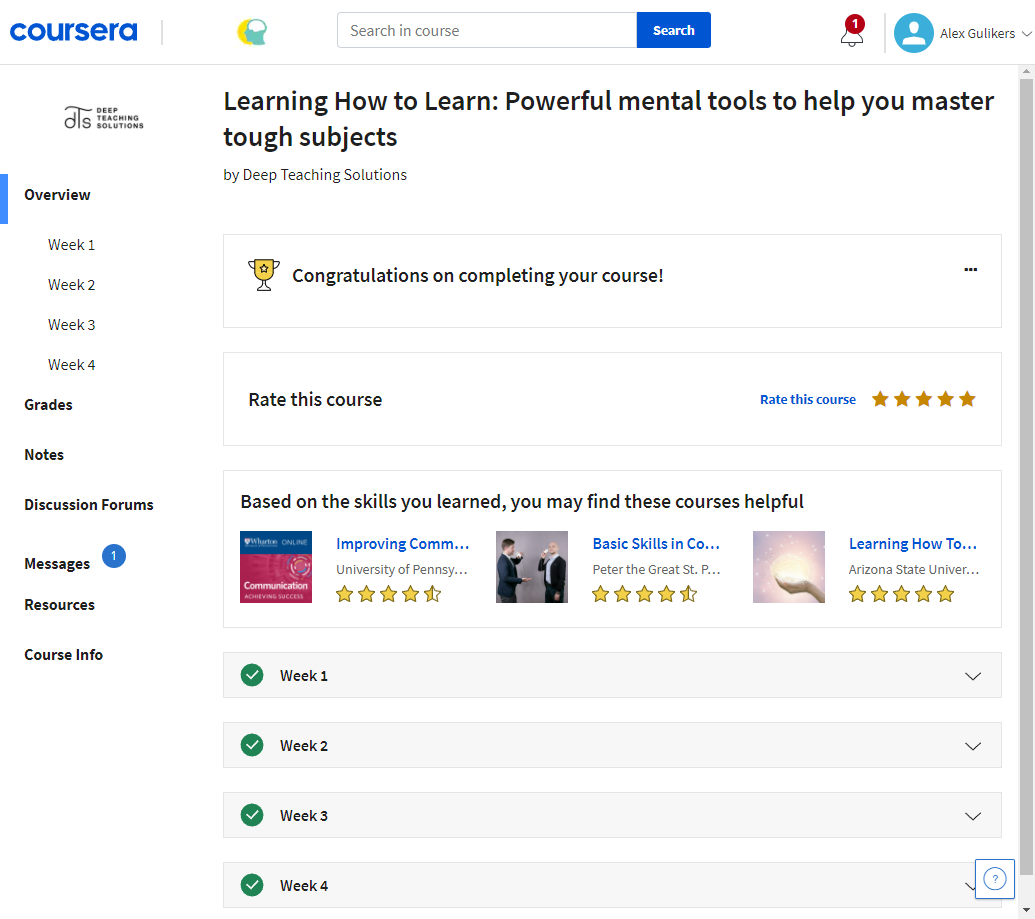 coursera
Search in course
Search
1
Alex Gulikers
dTs DEEP TEACHING SOLUTIONS
Overview
Week 1
Week 2
Week 3
Week 4
Grades
Notes
Discussion Forums
Messages 1
Resources
Course Info
Learning How to Learn: Powerful mental tools to help you master
tough subjects
by Deep Teaching Solutions
Congratulations on completing your course!
Rate this course
Rate this course
Based on the skills you learned, you may find these courses helpful
Wharton ONLINE
Communication
ACHIEVING SUCCESS
Improving Comm...
University of Pennsy...
Basic Skills in Co...
Peter the Great St. P...
Learning How To...
Arizona State Univer...
Week 1
Week 2
Week 3
Week 4
?